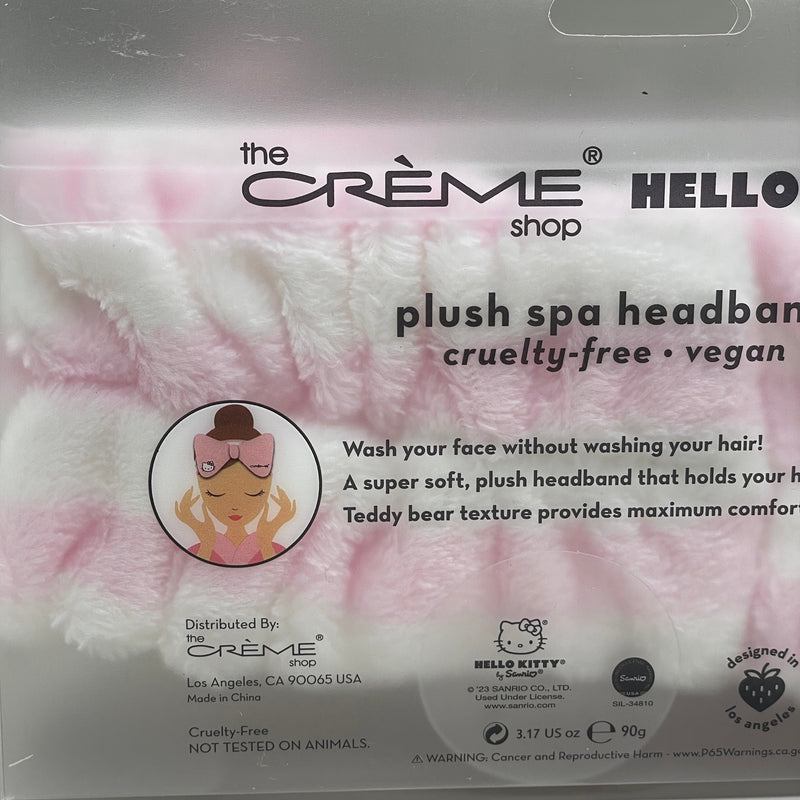 the
CRÈME®
shop
HELLO
plush spa headban
cruelty-free • vegan
Wash your face without washing your hair!
A super soft, plush headband that holds your h
Teddy bear texture provides maximum comfor
Distributed By:
the
CRÈME®
shop
Los Angeles, CA 90065 USA
Made in China
Cruelty-Free
NOT TESTED ON ANIMALS.
HELLO KITTY®
by Sanrio®
© '23 SANRIO CO., LTD.
Used Under License.
www.sanrio.com
Sanrio
USA
SIL-34810
3.17 US oz e 90g
⚠ WARNING: Cancer and Reproductive Harm - www.P65Warnings.ca.go
designed in
los angeles